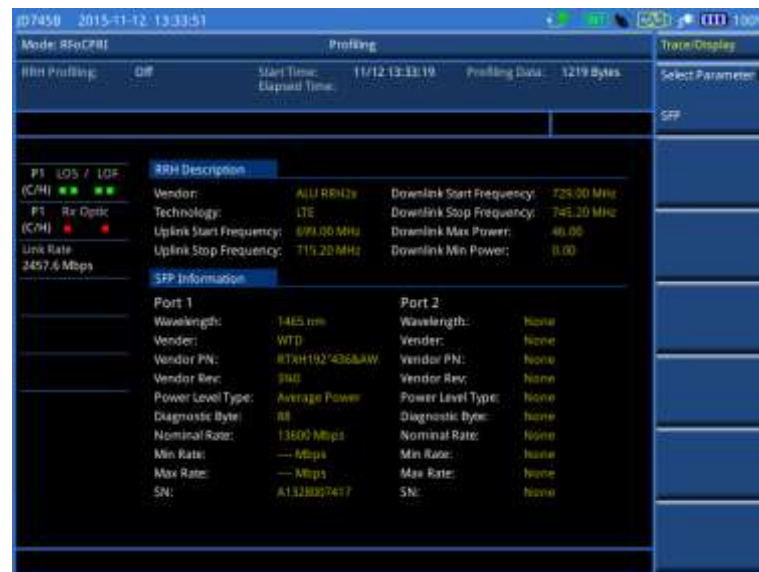 JD745B 2015-11-12 13:33:51 100%
Mode: RFoCPRI Profiling Trace/Display
RRH Profiling: Off Start Time: 11/12 13:33:19 Profiling Data: 1219 Bytes Select Parameter
Elapsed Time:
SFP
RRH Description
P1 LOS / LOF
(C/H)
Vendor: ALU RRH2x Downlink Start Frequency: 729.00 MHz
P1 Rx Optic
Technology: LTE Downlink Stop Frequency: 745.20 MHz
(C/H)
Uplink Start Frequency: 699.00 MHz Downlink Max Power: 46.00
Link Rate
Uplink Stop Frequency: 715.20 MHz Downlink Min Power: 0.00
2457.6 Mbps
SFP Information
Port 1 Port 2
Wavelength: 1465 nm Wavelength: None
Vender: WTD Vender: None
Vendor PN: Vendor PN: None
Vendor Rev: Vendor Rev: None
Power Level Type: Average Power Power Level Type: None
Diagnostic Byte: Diagnostic Byte: None
Nominal Rate: 13600 Mbps Nominal Rate: None
Min Rate: --- Mbps Min Rate: None
Max Rate: --- Mbps Max Rate: None
SN: SN: None